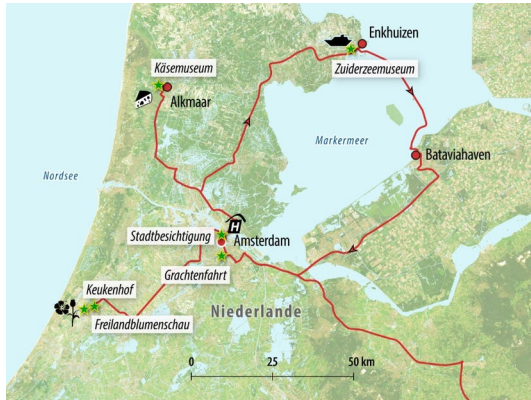 Enkhuizen
Zuiderzeemuseum
Käsemuseum
Alkmaar
Markermeer
Bataviahaven
Nordsee
H
Stadtbesichtigung
Amsterdam
Grachtenfahrt
Keukenhof
Freilandblumenschau
Niederlande
0 25 50 km